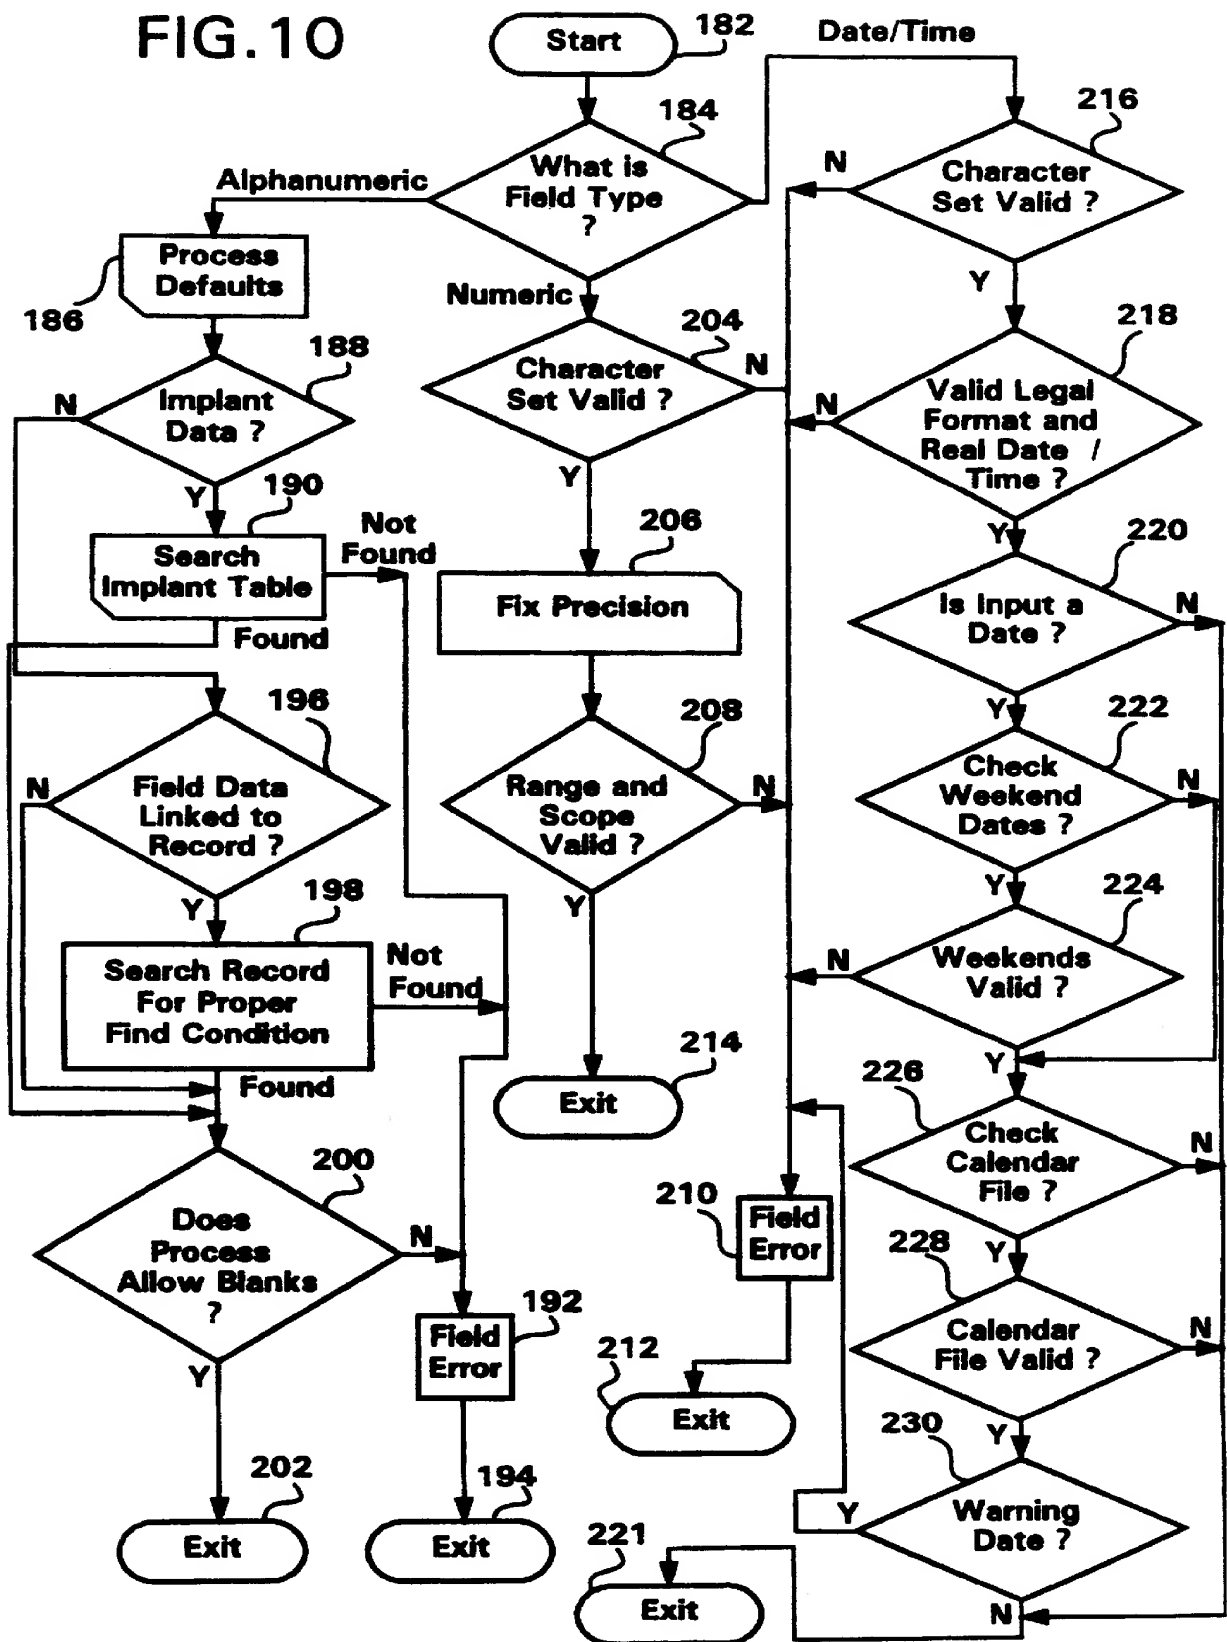 FIG.10
Start
182
Date/Time
184
What is
Field Type
?
Alphanumeric
Numeric
216
Character
Set Valid ?
N
Y
Process
Defaults
186
188
Implant
Data ?
N
Y
190
Search
Implant Table
Not
Found
Found
196
Field Data
Linked to
Record ?
N
Y
198
Search Record
For Proper
Find Condition
Not
Found
Found
200
Does
Process
Allow Blanks
?
N
Y
202
Exit
192
Field
Error
194
Exit
204
Character
Set Valid ?
N
Y
206
Fix Precision
208
Range and
Scope
Valid ?
N
Y
214
Exit
210
Field
Error
212
Exit
218
Valid Legal
Format and
Real Date /
Time ?
N
Y
220
Is Input a
Date ?
N
Y
222
Check
Weekend
Dates ?
N
Y
224
Weekends
Valid ?
N
Y
226
Check
Calendar
File ?
N
Y
228
Calendar
File Valid ?
N
Y
230
Warning
Date ?
Y
N
221
Exit